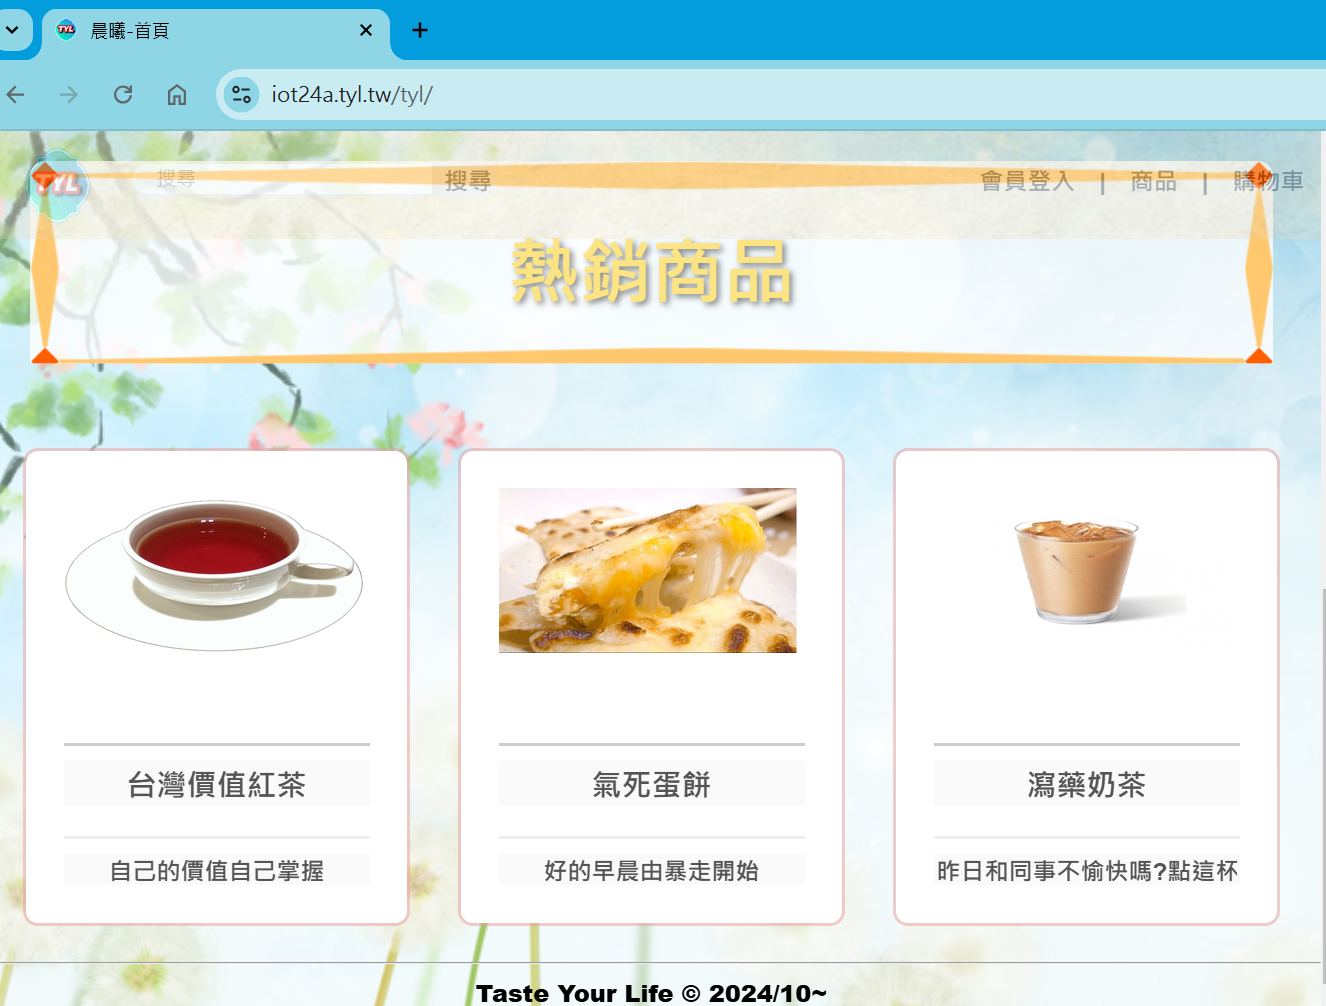 晨曦-首頁
iot24a.tyl.tw/tyl/
TYL
搜尋 搜尋 會員登入 | 商品 | 購物車
熱銷商品
台灣價值紅茶 氣死蛋餅 瀉藥奶茶
自己的價值自己掌握 好的早晨由暴走開始 昨日和同事不愉快嗎?點這杯
Taste Your Life © 2024/10~